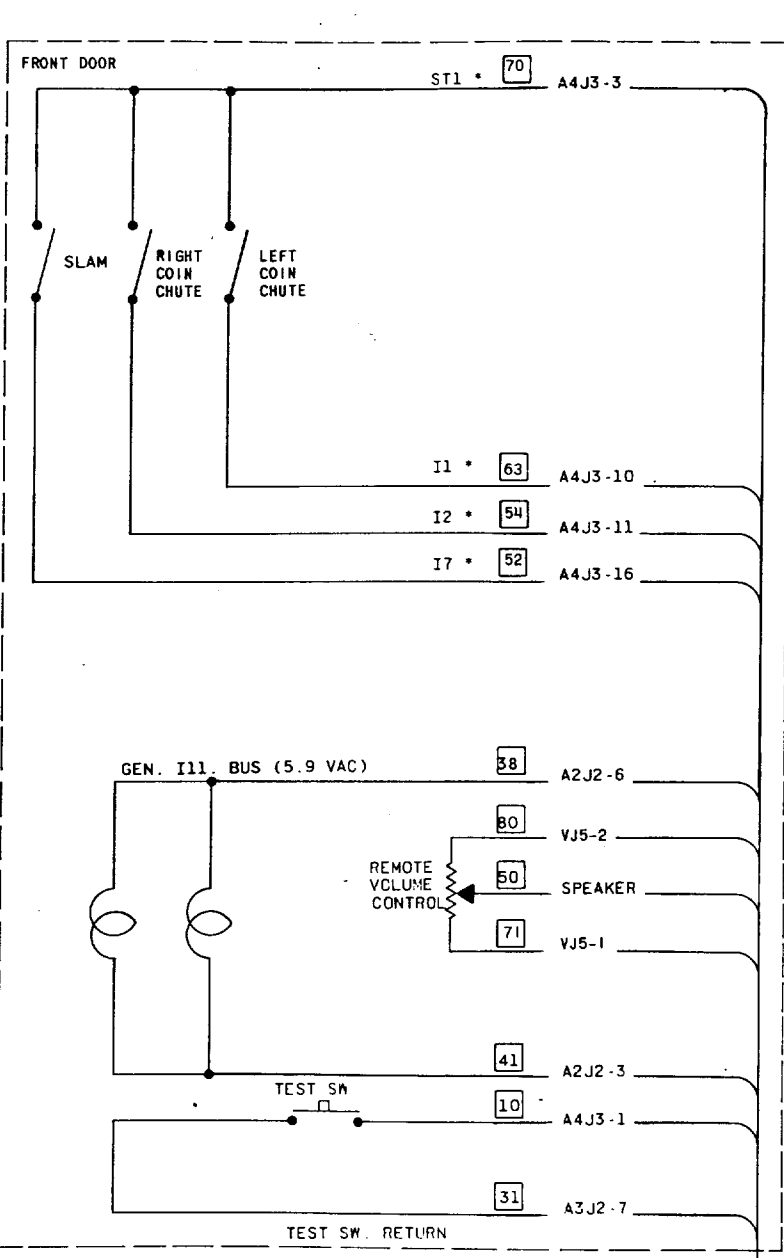 FRONT DOOR
ST1 * 70 A4J3-3
SLAM
RIGHT
COIN
CHUTE
LEFT
COIN
CHUTE
I1 * 63 A4J3-10
I2 * 54 A4J3-11
I7 * 52 A4J3-16
GEN. Ill. BUS (5.9 VAC) 38 A2J2-6
80 VJ5-2
REMOTE
VOLUME
CONTROL
50 SPEAKER
71 VJ5-1
41 A2J2-3
TEST SW
10 A4J3-1
31 A3J2-7
TEST SW. RETURN